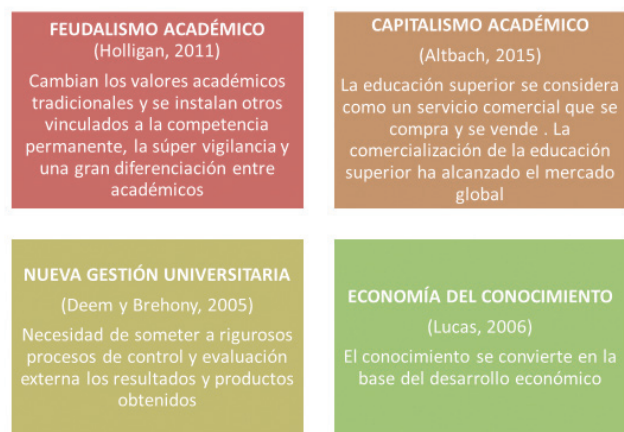 FEUDALISMO ACADÉMICO
(Holligan, 2011)
Cambian los valores académicos
tradicionales y se instalan otros
vinculados a la competencia
permanente, la súper vigilancia y
una gran diferenciación entre
académicos
CAPITALISMO ACADÉMICO
(Altbach, 2015)
La educación superior se considera
como un servicio comercial que se
compra y se vende . La
comercialización de la educación
superior ha alcanzado el mercado
global
NUEVA GESTIÓN UNIVERSITARIA
(Deem y Brehony, 2005)
Necesidad de someter a rigurosos
procesos de control y evaluación
externa los resultados y productos
obtenidos
ECONOMÍA DEL CONOCIMIENTO
(Lucas, 2006)
El conocimiento se convierte en la
base del desarrollo económico